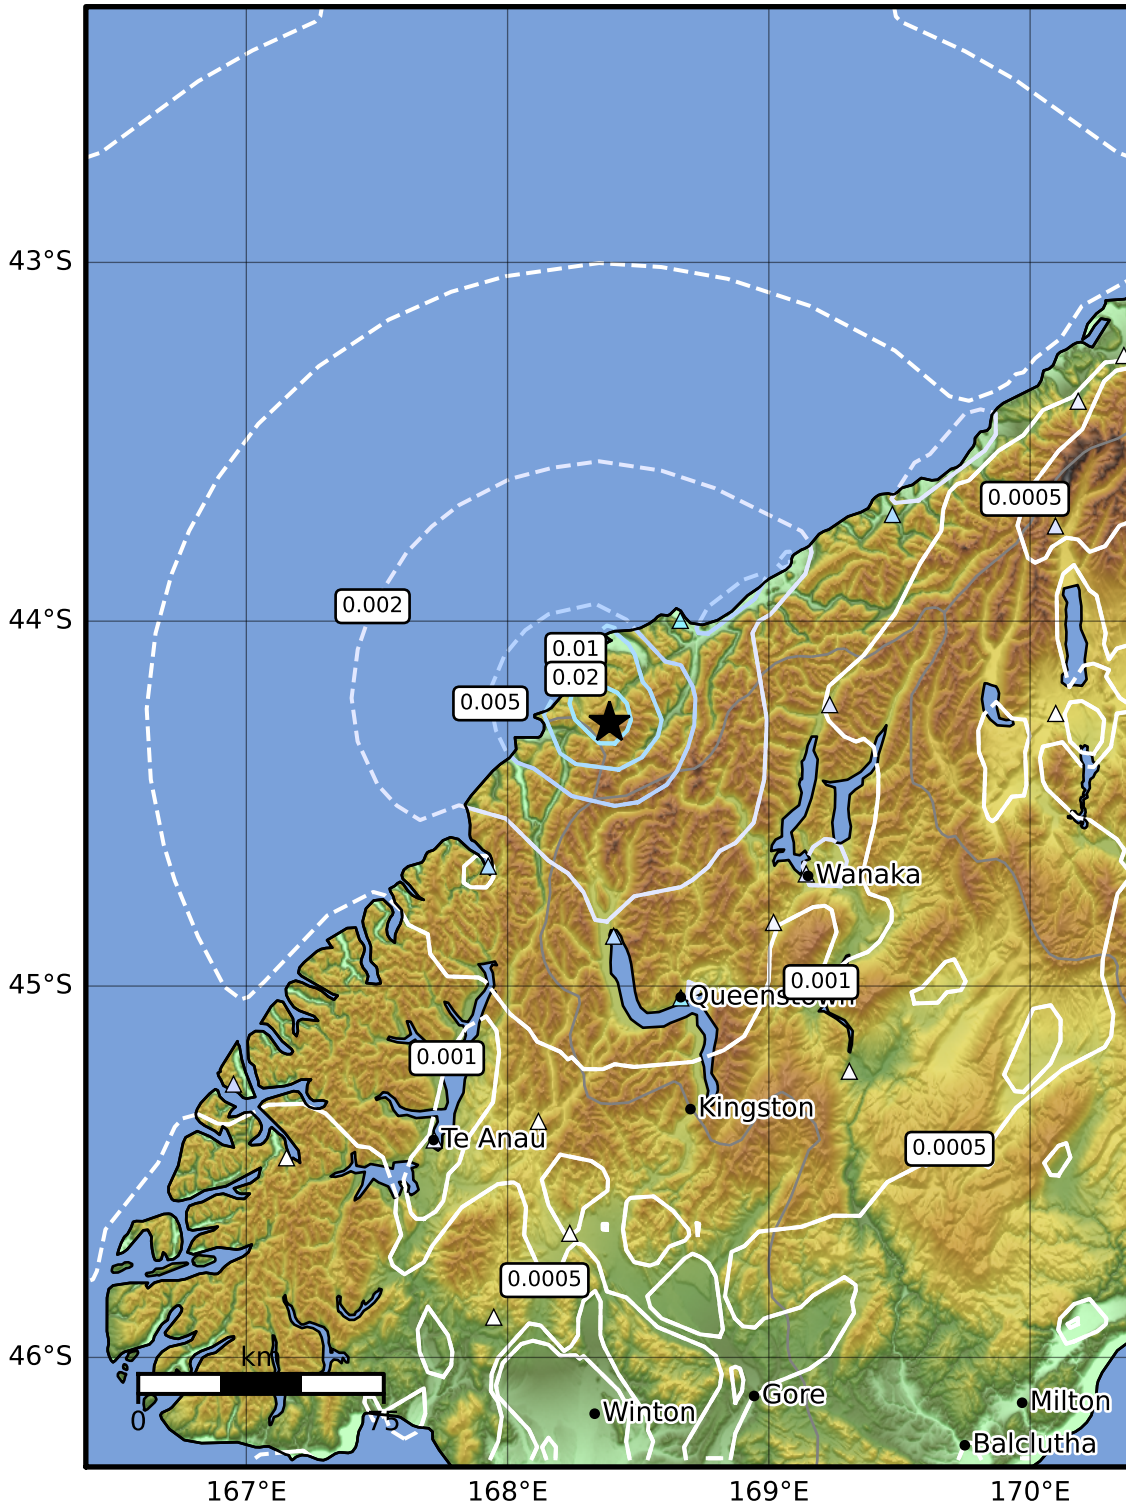 43°S
0.0005
0.002
44°S
0.01
0.02
0.005
Wanaka
0.001
45°S
Queenstown
0.001
Kingston
Te Anau
0.0005
0.0005
46°S
km
0 75
Gore
Winton
Milton
Balclutha
167°E 168°E 169°E 170°E